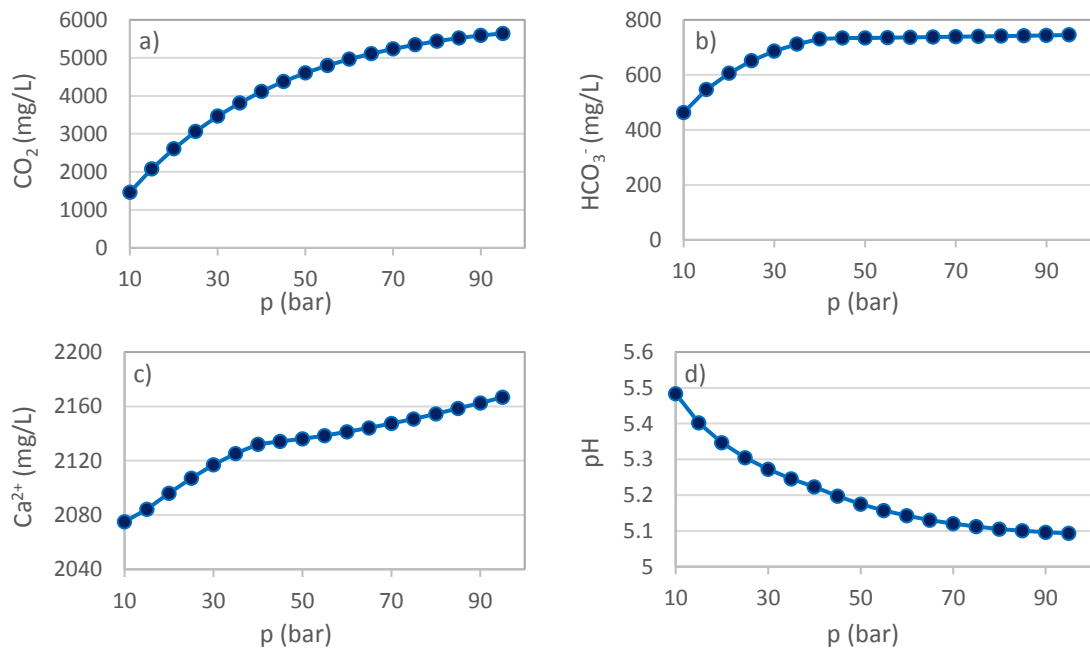 a)
CO₂ (mg/L)
6000
5000
4000
3000
2000
1000
0
10 30 50 70 90
p (bar)
b)
HCO₃⁻ (mg/L)
800
600
400
200
0
10 30 50 70 90
p (bar)
c)
Ca²⁺ (mg/L)
2200
2160
2120
2080
2040
10 30 50 70 90
p (bar)
d)
pH
5.6
5.5
5.4
5.3
5.2
5.1
5
10 30 50 70 90
p (bar)